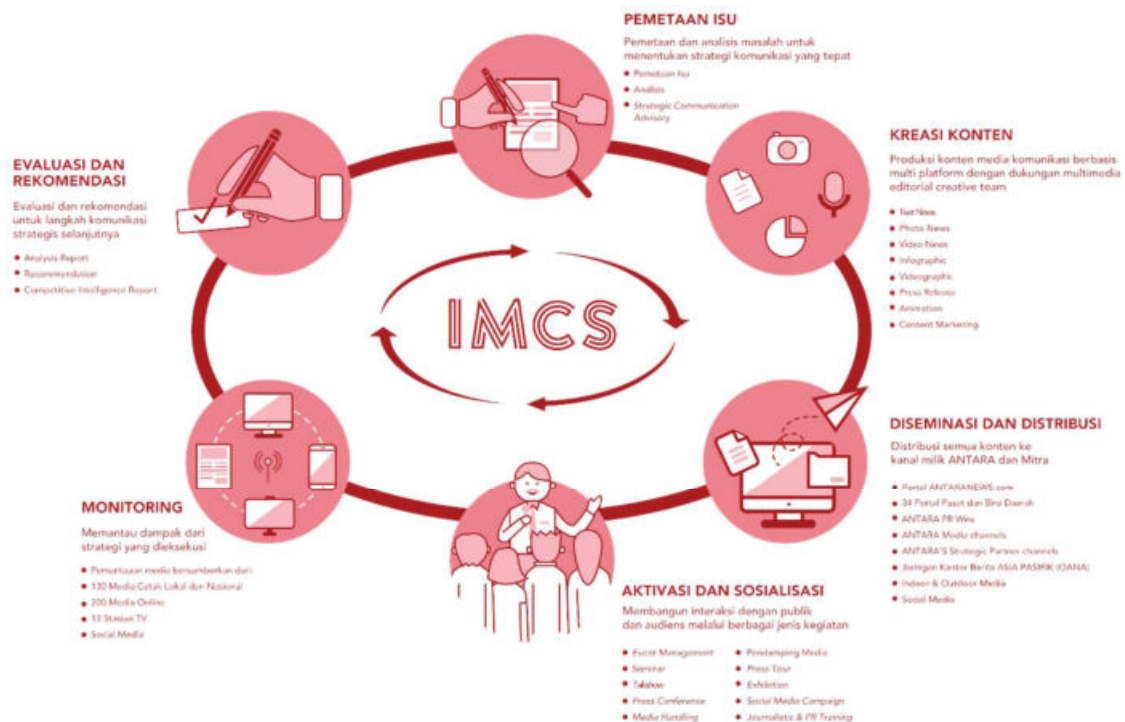 PEMETAAN ISU
Pemetaan dan analisis masalah untuk
menentukan strategi komunikasi yang tepat
• Pemetaan Isu
• Analisis
• Strategic Communication
Advisory
KREASI KONTEN
Produksi konten media komunikasi berbasis
multi platform dengan dukungan multimedia
editorial creative team
• Text News
• Photo News
• Video News
• Infographic
• Videographic
• Press Release
• Animation
• Content Marketing
DISEMINASI DAN DISTRIBUSI
Distribusi semua konten ke
kanal milik ANTARA dan Mitra
• Portal ANTARANEWS.com
• 34 Portal Pusat dan Biro Daerah
• ANTARA PR Wire
• ANTARA Media channels
• ANTARA'S Strategic Partner channels
• Jaringan Kantor Berita ASIA PASIFIK (OANA)
• Indoor & Outdoor Media
• Social Media
AKTIVASI DAN SOSIALISASI
Membangun interaksi dengan publik
dan audiens melalui berbagai jenis kegiatan
• Event Management
• Seminar
• Talkshow
• Press Conference
• Media Handling
• Pendamping Media
• Press Tour
• Exhibition
• Social Media Campaign
• Journalistic & PR Training
MONITORING
Memantau dampak dari
strategi yang dieksekusi
• Pemantauan media bersumberkan dari:
• 130 Media Cetak Lokal dan Nasional
• 200 Media Online
• 13 Stasiun TV
• Social Media
EVALUASI DAN
REKOMENDASI
Evaluasi dan rekomendasi
untuk langkah komunikasi
strategis selanjutnya
• Analysis Report
• Recommendation
• Competitive Intelligence Report
IMCS